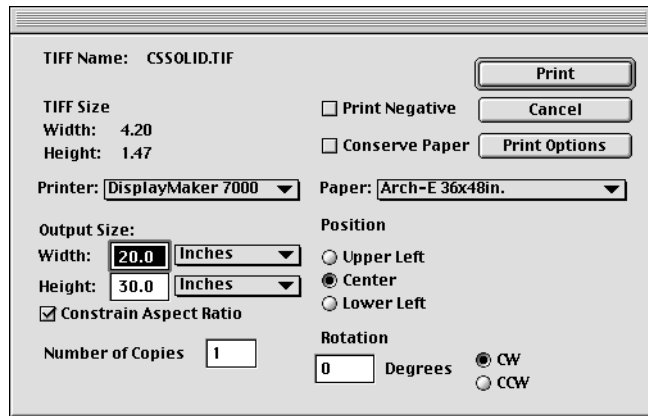 TIFF Name: CSSOLID.TIF
Print
TIFF Size
Print Negative
Cancel
Width: 4.20
Height: 1.47
Conserve Paper
Print Options
Printer: DisplayMaker 7000
Paper: Arch-E 36x48in.
Output Size:
Position
Width: 20.0 Inches
Upper Left
Height: 30.0 Inches
Center
Constrain Aspect Ratio
Lower Left
Number of Copies 1
Rotation
0 Degrees
CW
CCW